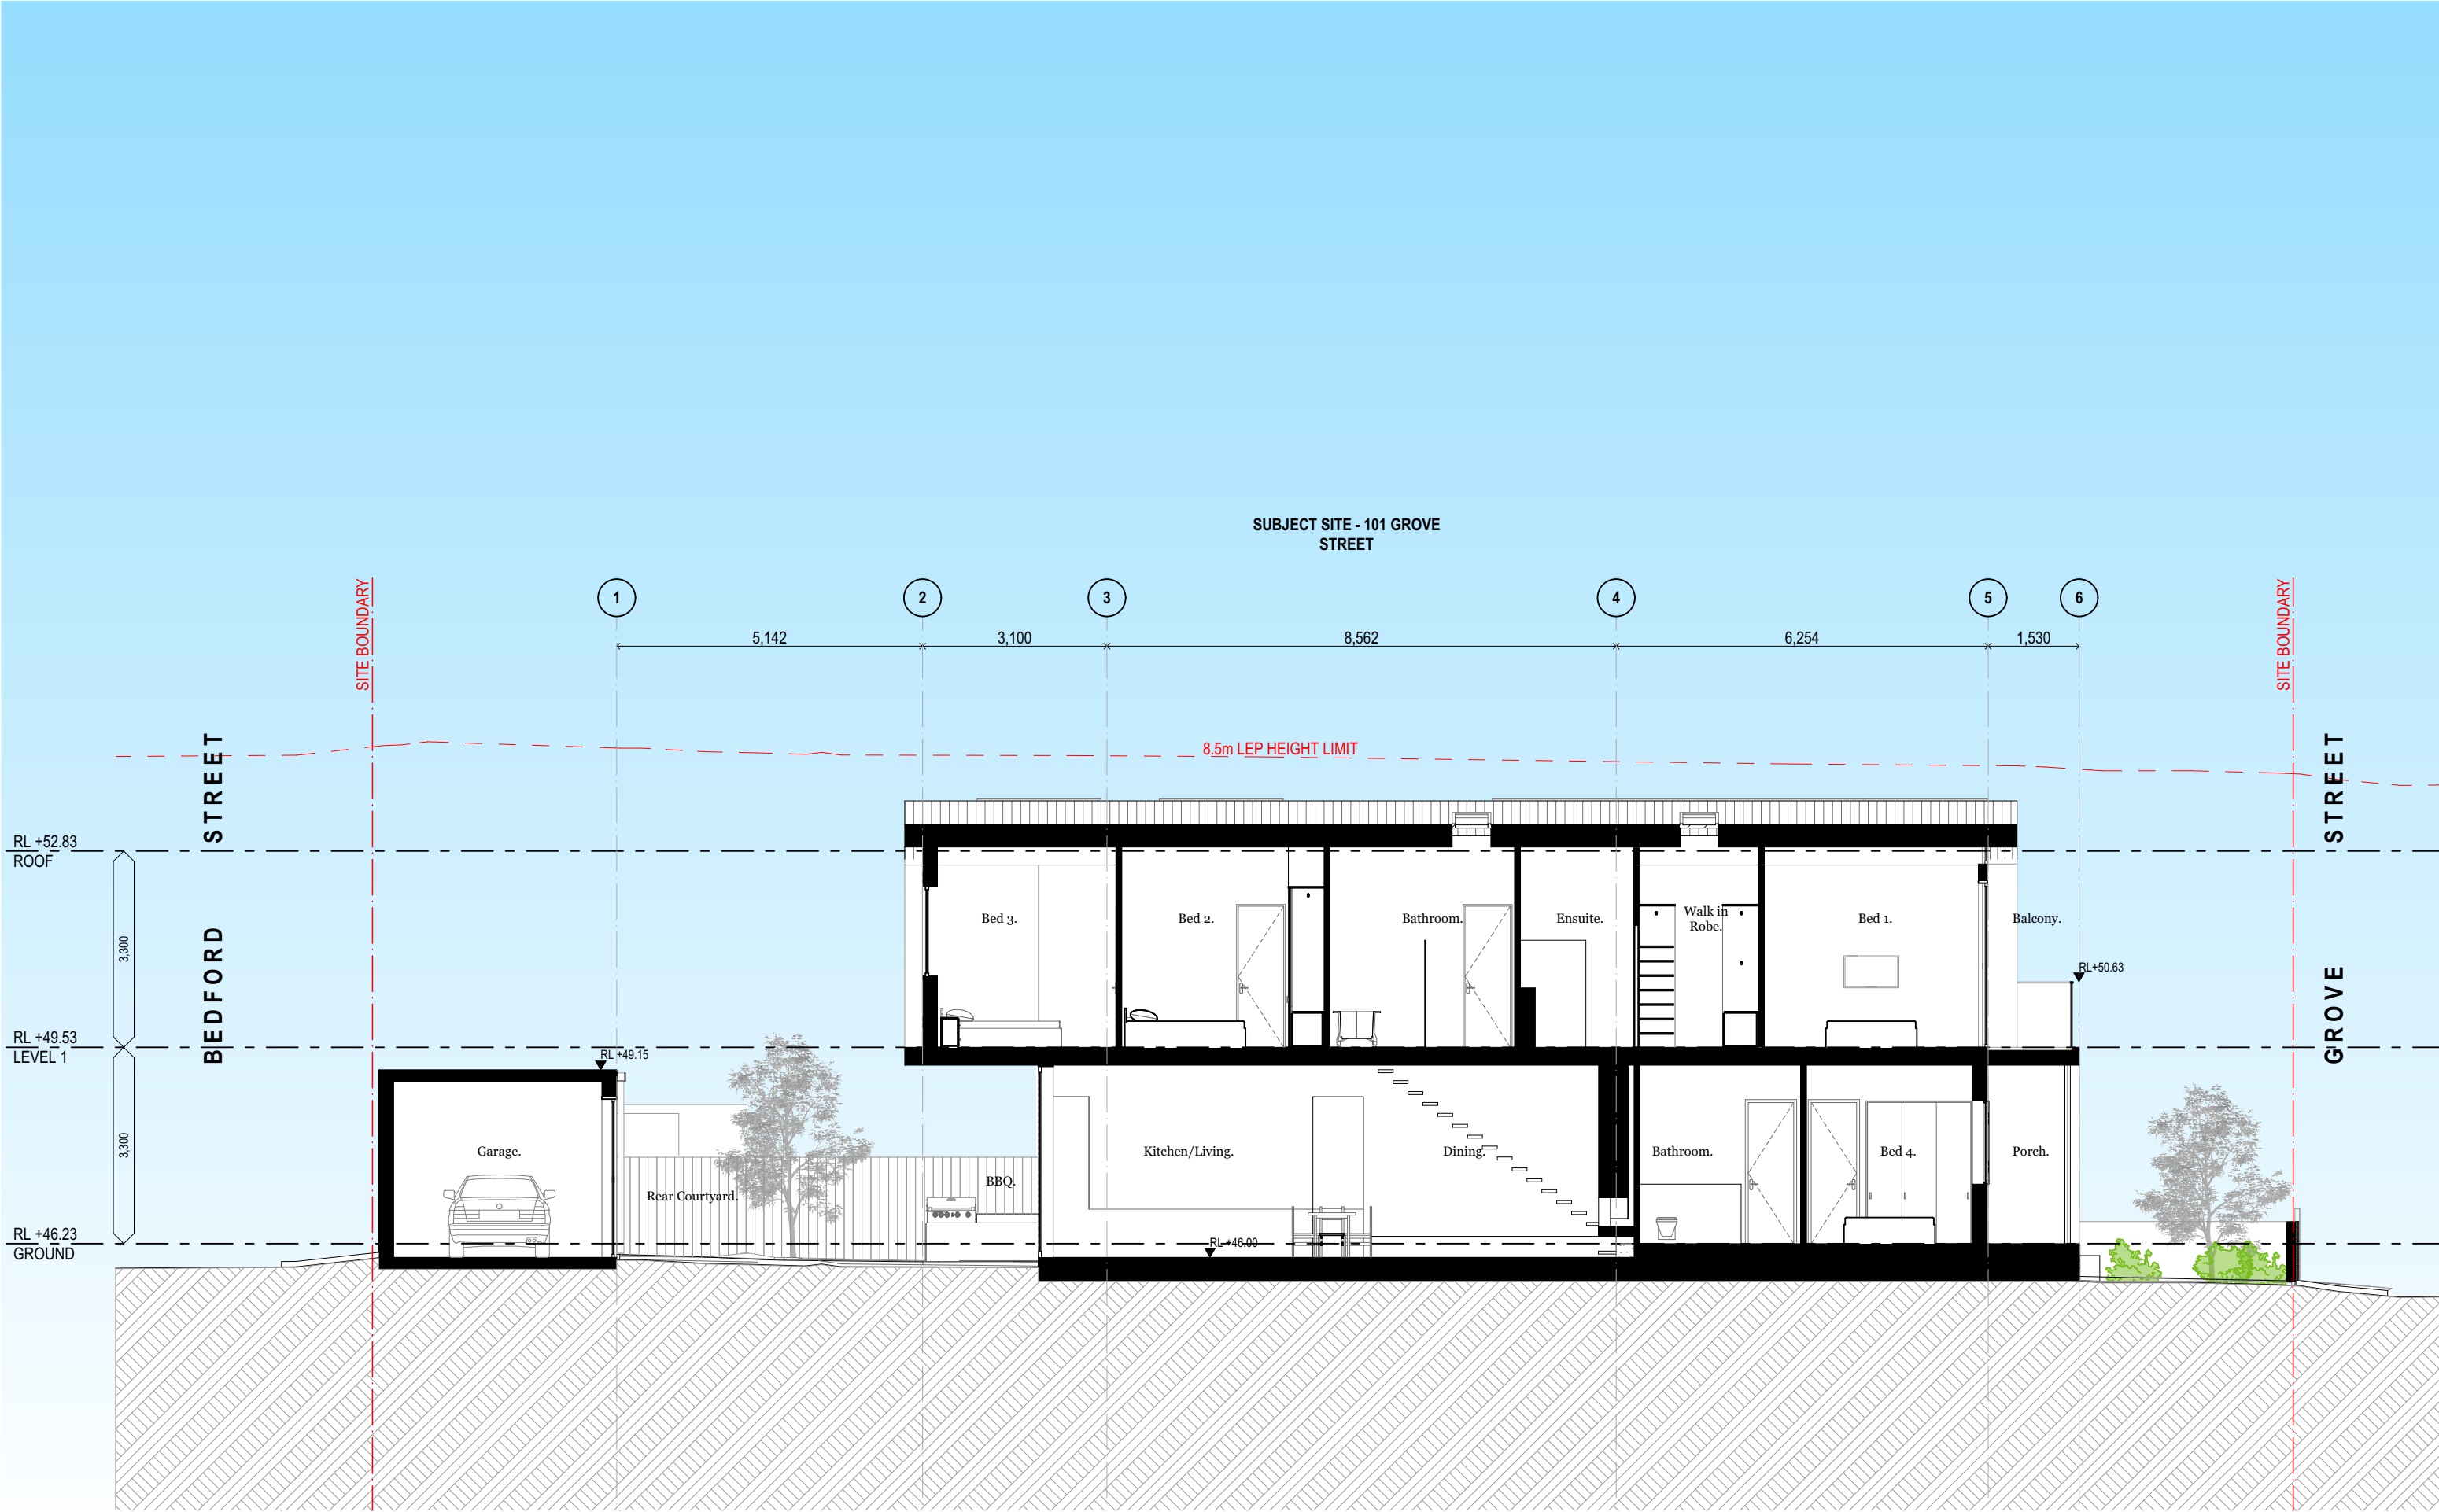 SUBJECT SITE - 101 GROVE
STREET
SITE BOUNDARY
1
2
3
4
5
6
SITE BOUNDARY
5,142
3,100
8,562
6,254
1,530
8.5m LEP HEIGHT LIMIT
BEDFORD STREET
GROVE STREET
RL +52.83
ROOF
3,300
Bed 3.
Bed 2.
Bathroom.
Ensuite.
Walk in
Robe.
Bed 1.
Balcony.
RL+50.63
RL +49.53
LEVEL 1
RL +49.15
3,300
Garage.
Rear Courtyard.
BBQ.
Kitchen/Living.
Dining.
Bathroom.
Bed 4.
Porch.
RL +46.23
GROUND
RL +46.00